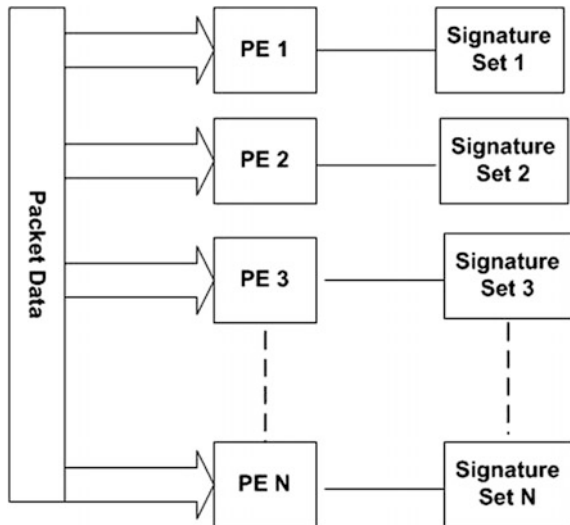 Packet Data
PE 1
Signature
Set 1
PE 2
Signature
Set 2
PE 3
Signature
Set 3
PE N
Signature
Set N